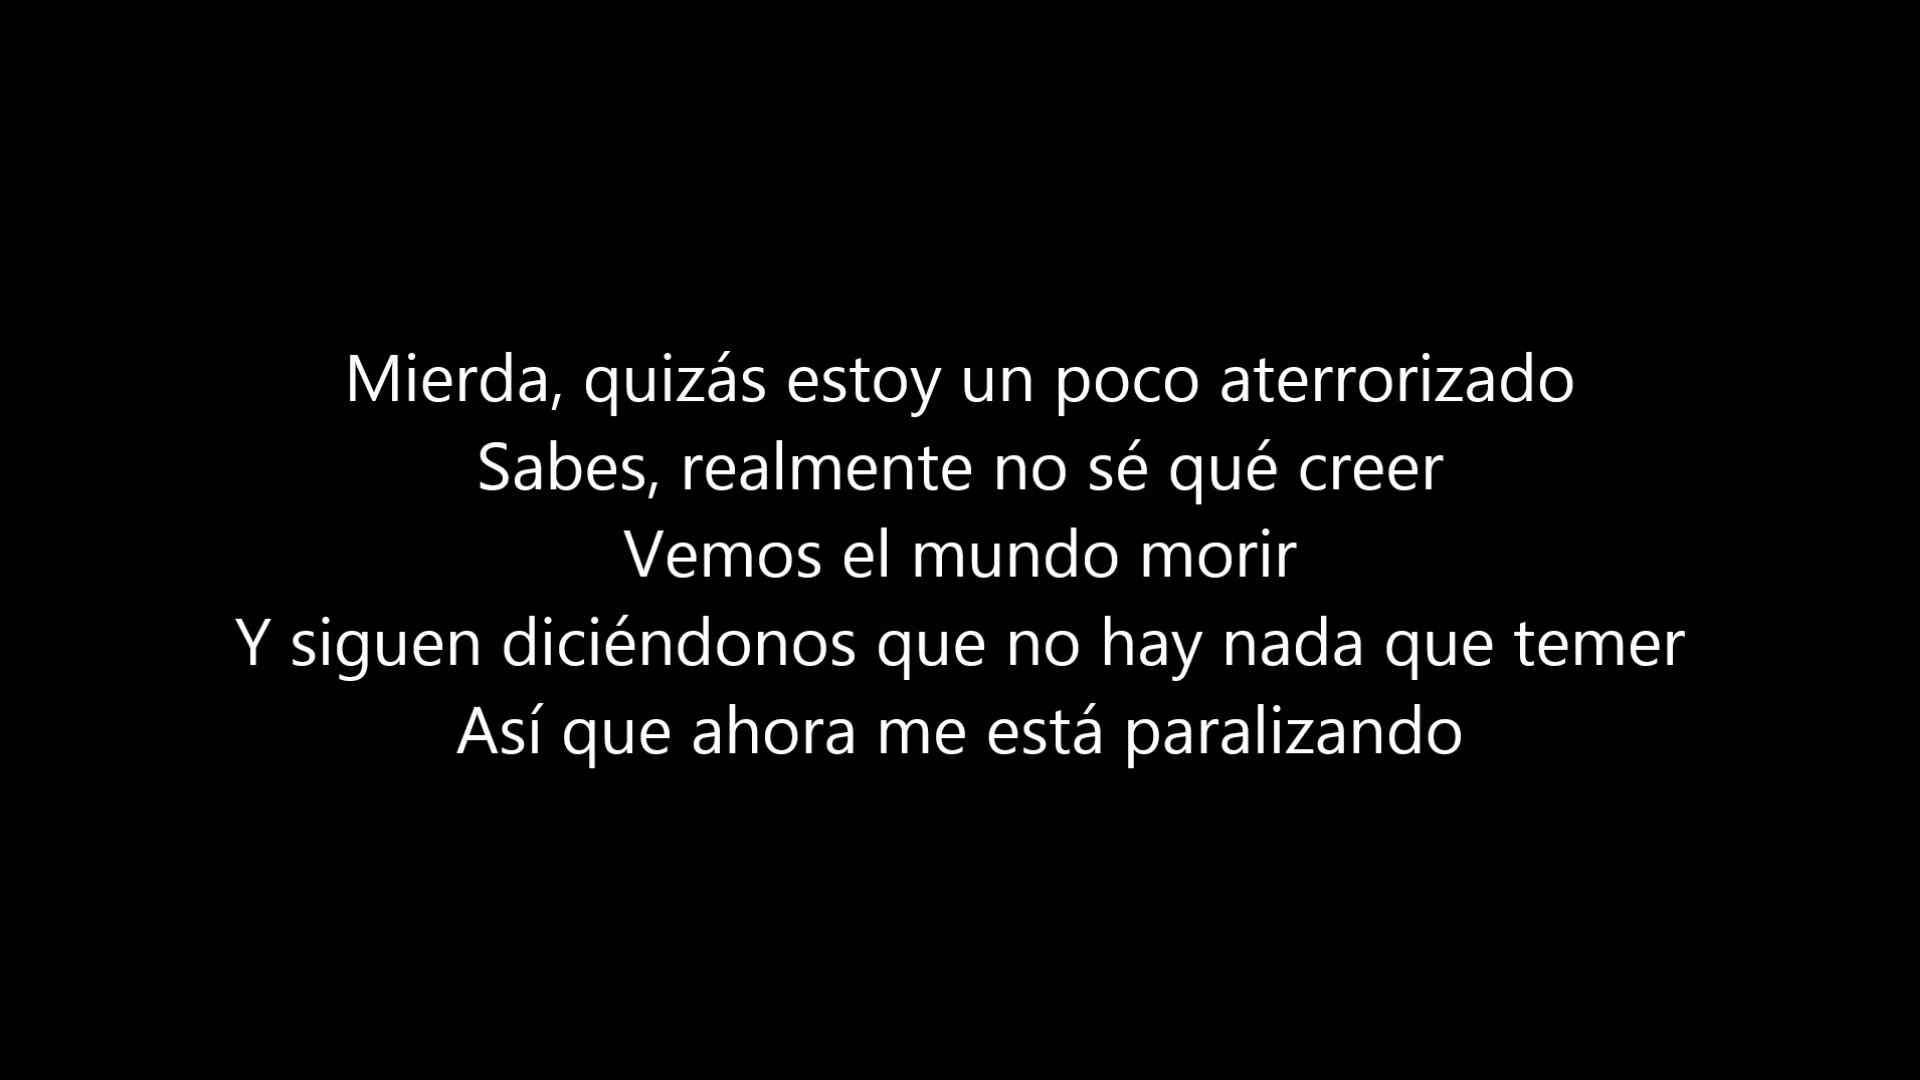 Mierda, quizás estoy un poco aterrorizado
Sabes, realmente no sé qué creer
Vemos el mundo morir
Y siguen diciéndonos que no hay nada que temer
Así que ahora me está paralizando